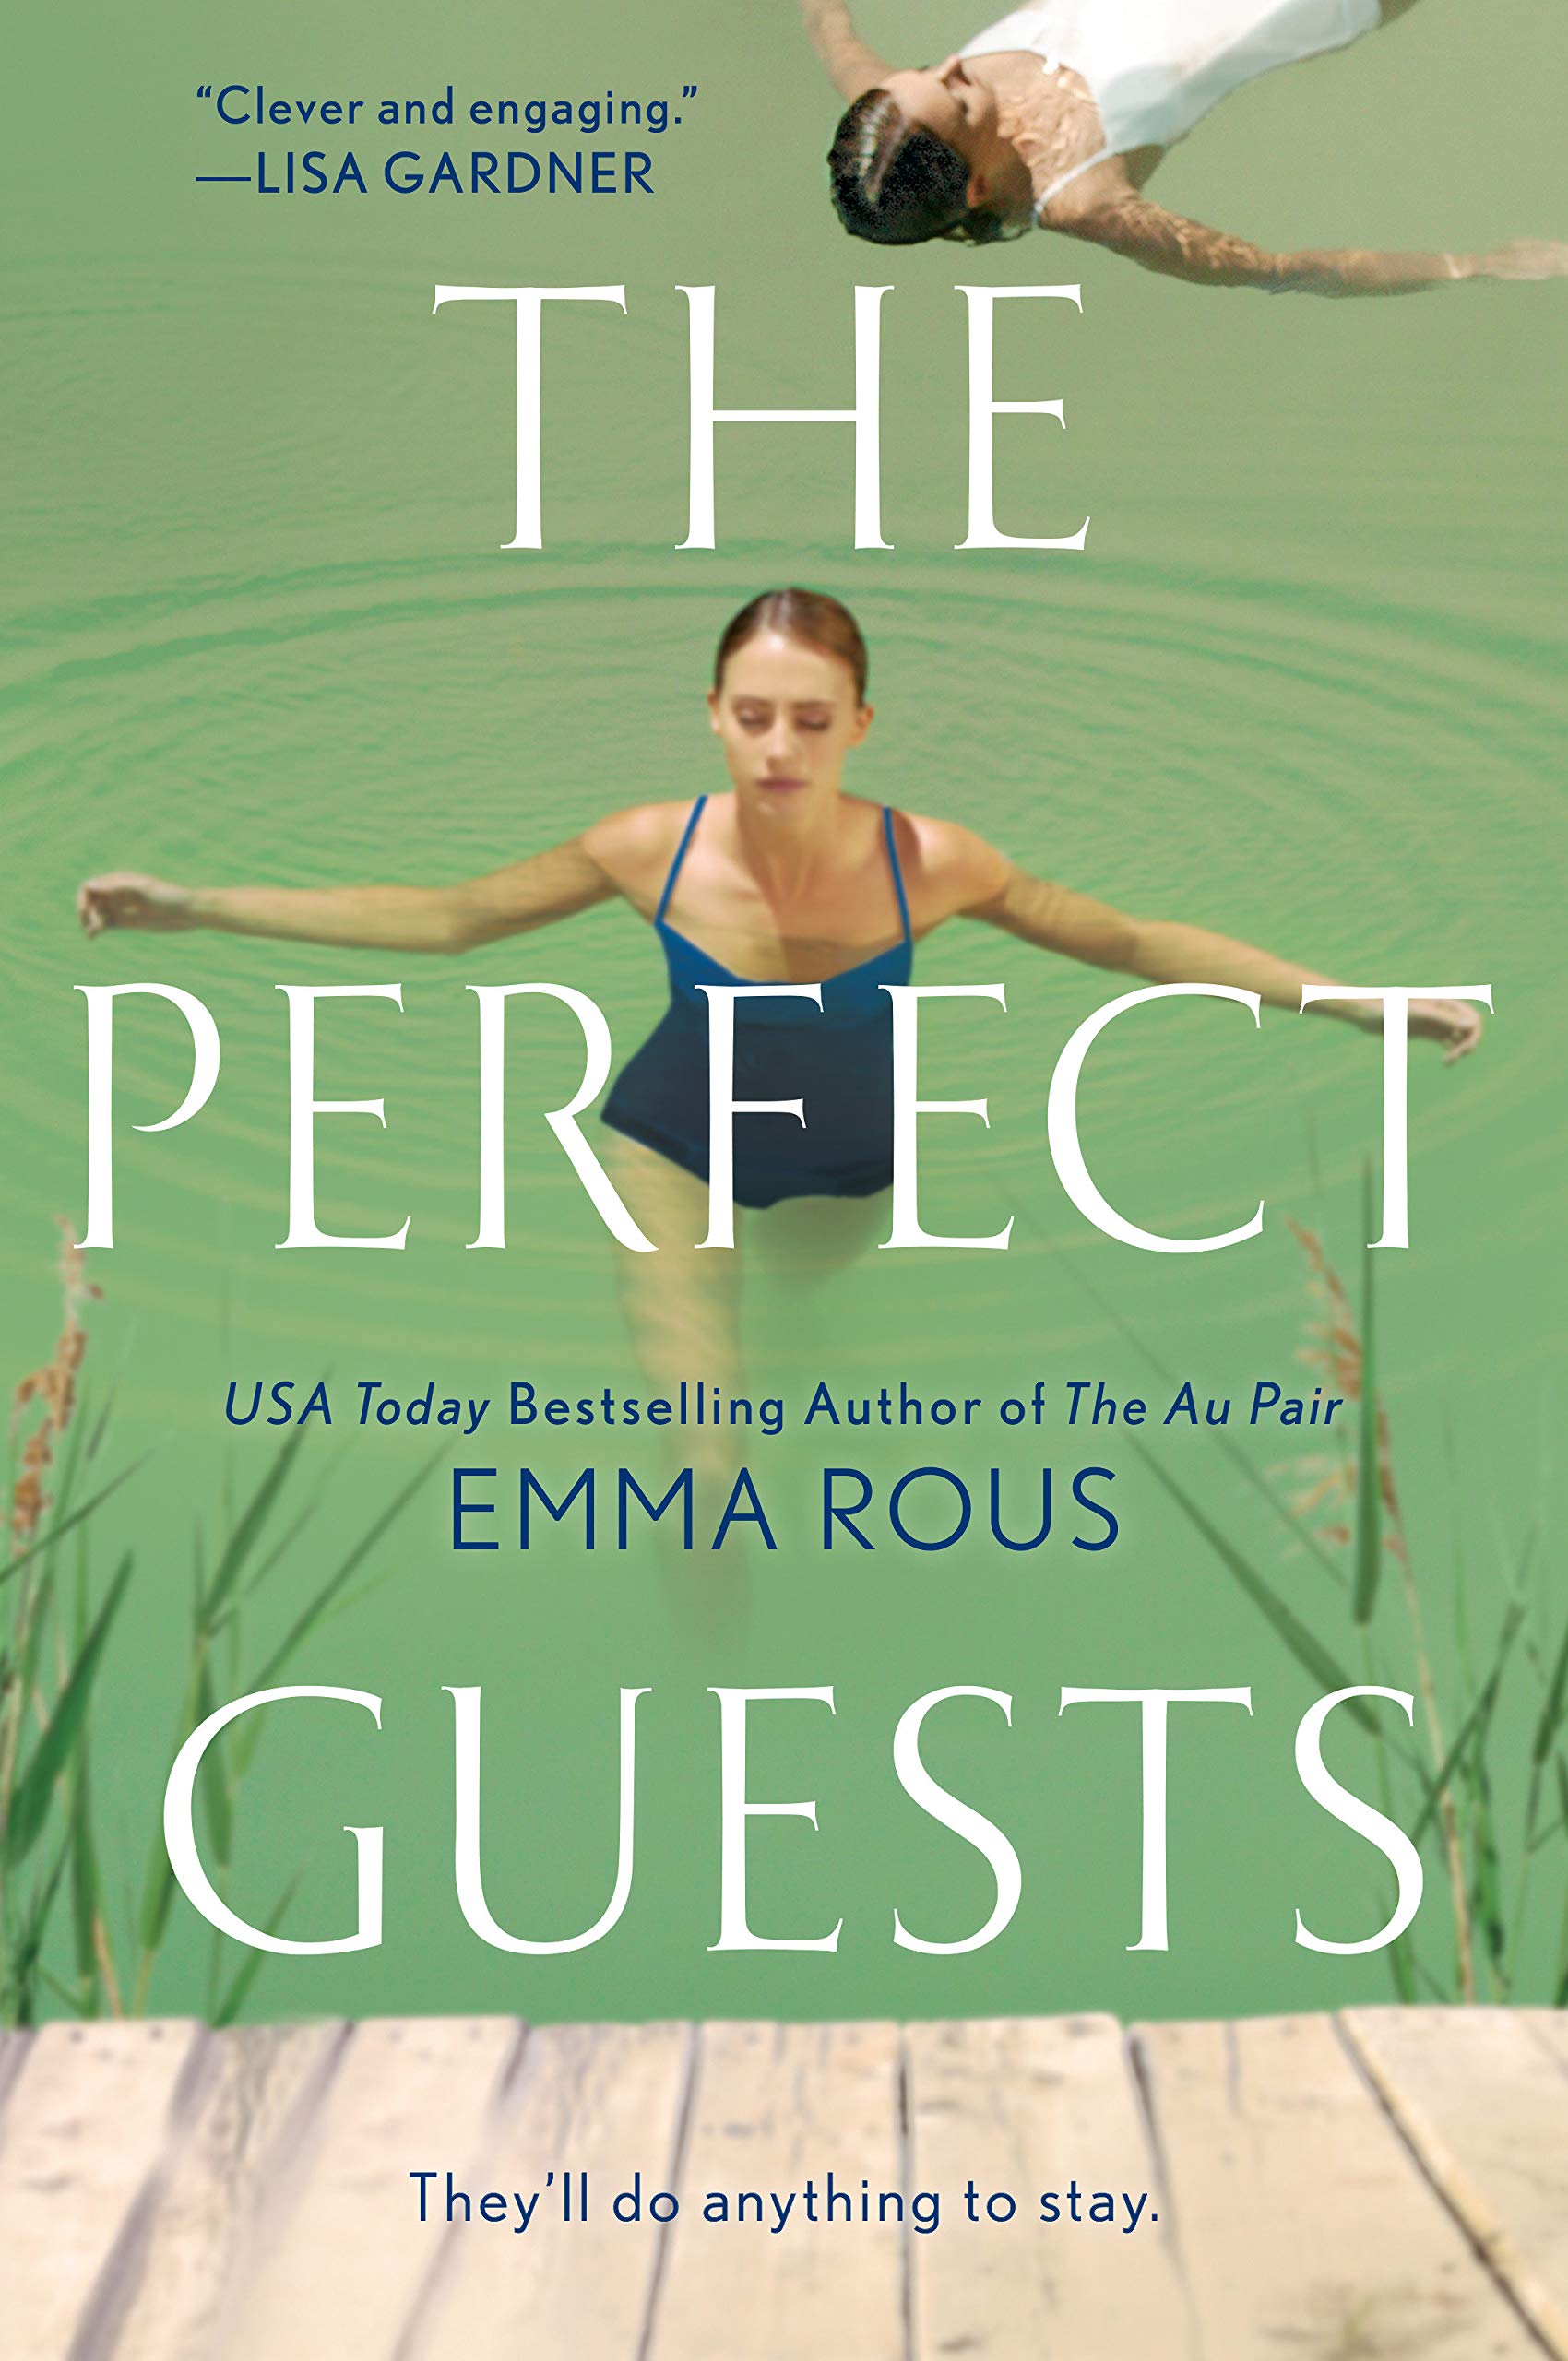 “Clever and engaging.”
—LISA GARDNER
THE
PERFECT
USA Today Bestselling Author of The Au Pair
EMMA ROUS
GUESTS
They’ll do anything to stay.